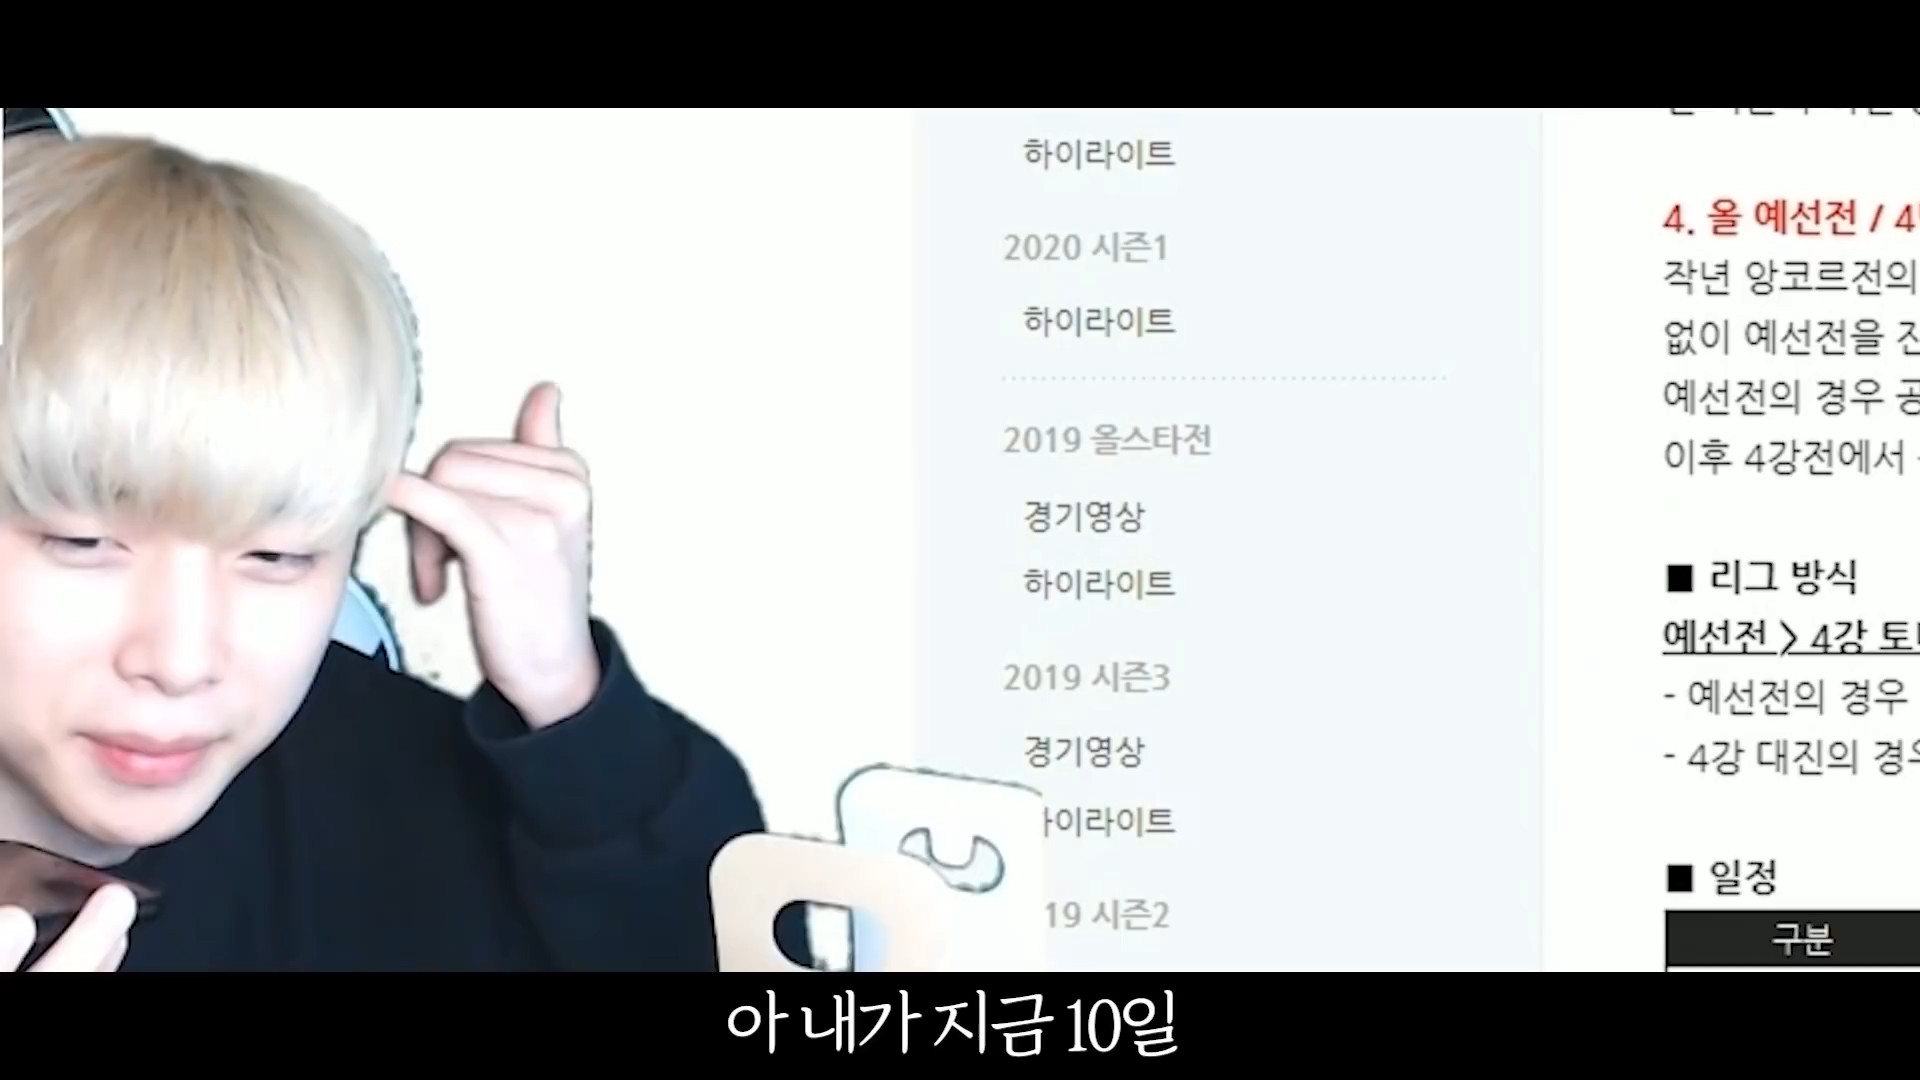 하이라이트
2020 시즌1
하이라이트
2019 올스타전
경기영상
하이라이트
2019 시즌3
경기영상
하이라이트
19 시즌2
4. 올 예선전 / 4
작년 앙코르전의
없이 예선전을
예선전의 경우
이후 4강전에서
■ 리그 방식
예선전 > 4강
- 예선전의 경우
- 4강 대진의
■ 일정
구분
아 내가 지금 10일